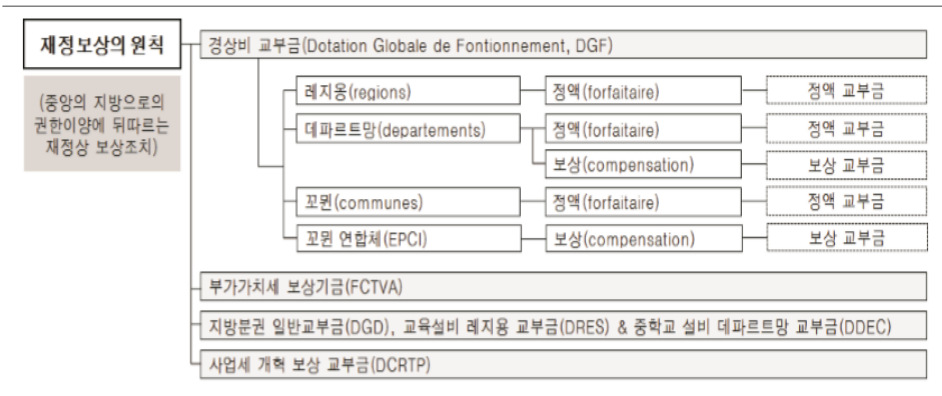 재정보상의 원칙
(중앙의 지방으로의
권한이양에 뒤따르는
재정상 보상조치)
경상비 교부금(Dotation Globale de Fontionnement, DGF)
레지옹(regions) 정액(forfaitaire) 정액 교부금
데파르트망(departements) 정액(forfaitaire) 정액 교부금
보상(compensation) 보상 교부금
꼬뮌(communes) 정액(forfaitaire) 정액 교부금
꼬뮌 연합체(EPCI) 보상(compensation) 보상 교부금
부가가치세 보상기금(FCTVA)
지방분권 일반교부금(DGD), 교육설비 레지용 교부금(DRES) & 중학교 설비 데파르트망 교부금(DDEC)
사업세 개혁 보상 교부금(DCRTP)